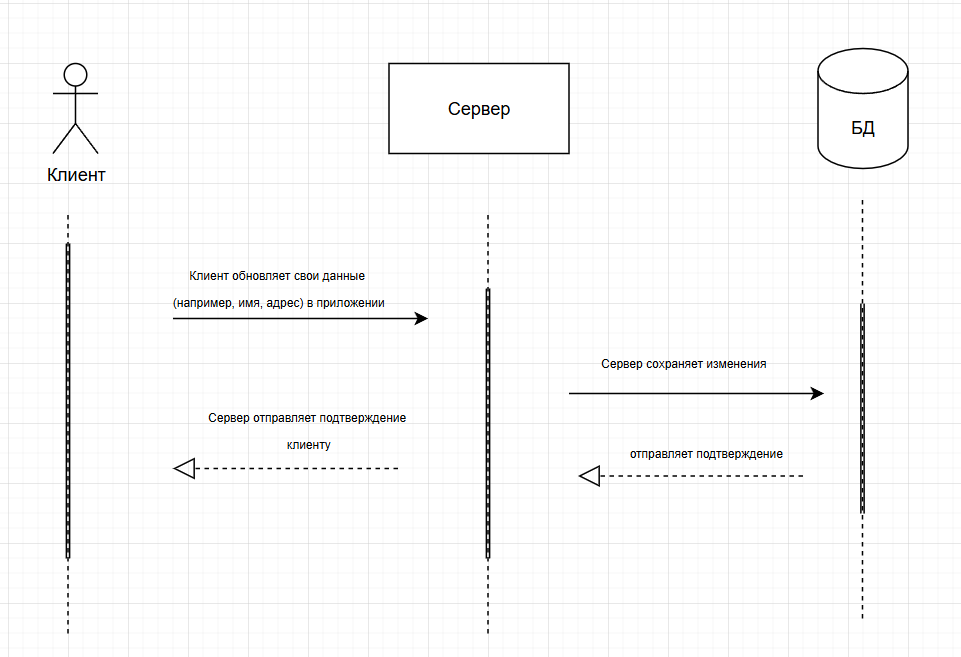 Сервер
БД
Клиент
Клиент обновляет свои данные
(например, имя, адрес) в приложении
Сервер сохраняет изменения
Сервер отправляет подтверждение
клиенту
отправляет подтверждение